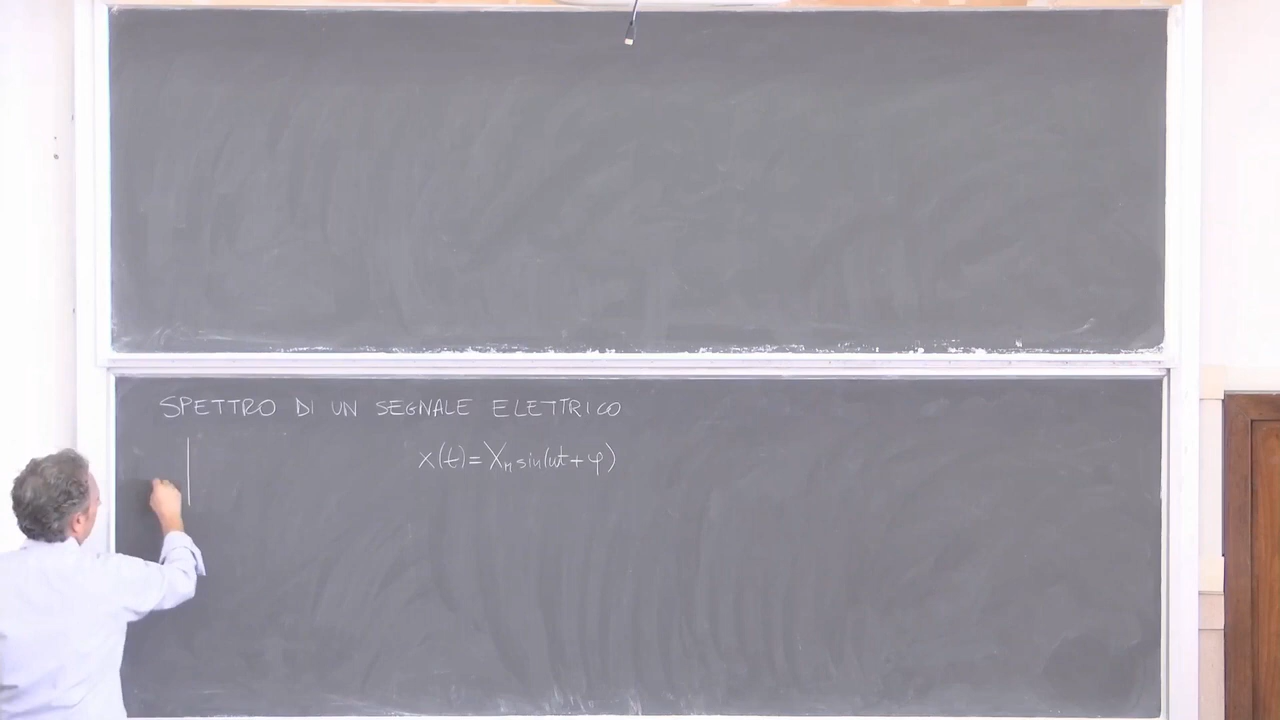 SPETTRO DI UN SEGNALE ELETTRICO
x(t)=X_M sin(ωt+φ)